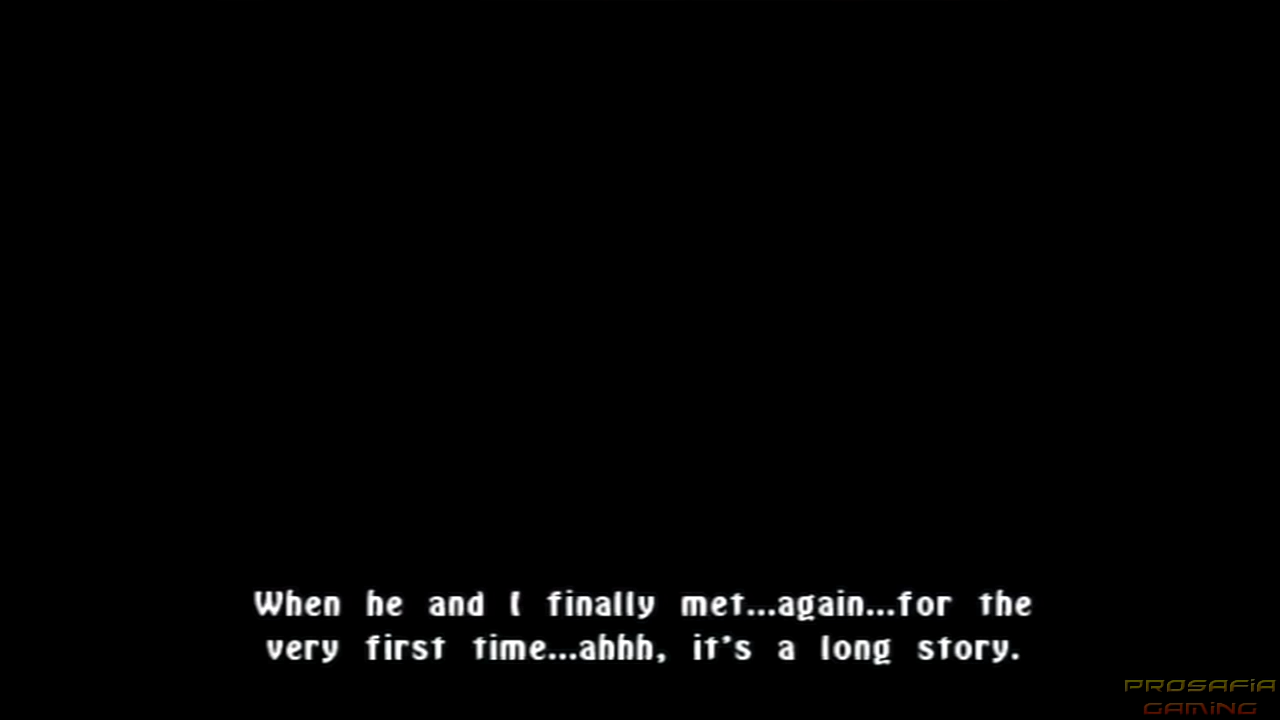 When he and I finally met...again...for the
very first time...ahhh, it's a long story.
PROSAFiA
GAMiNG